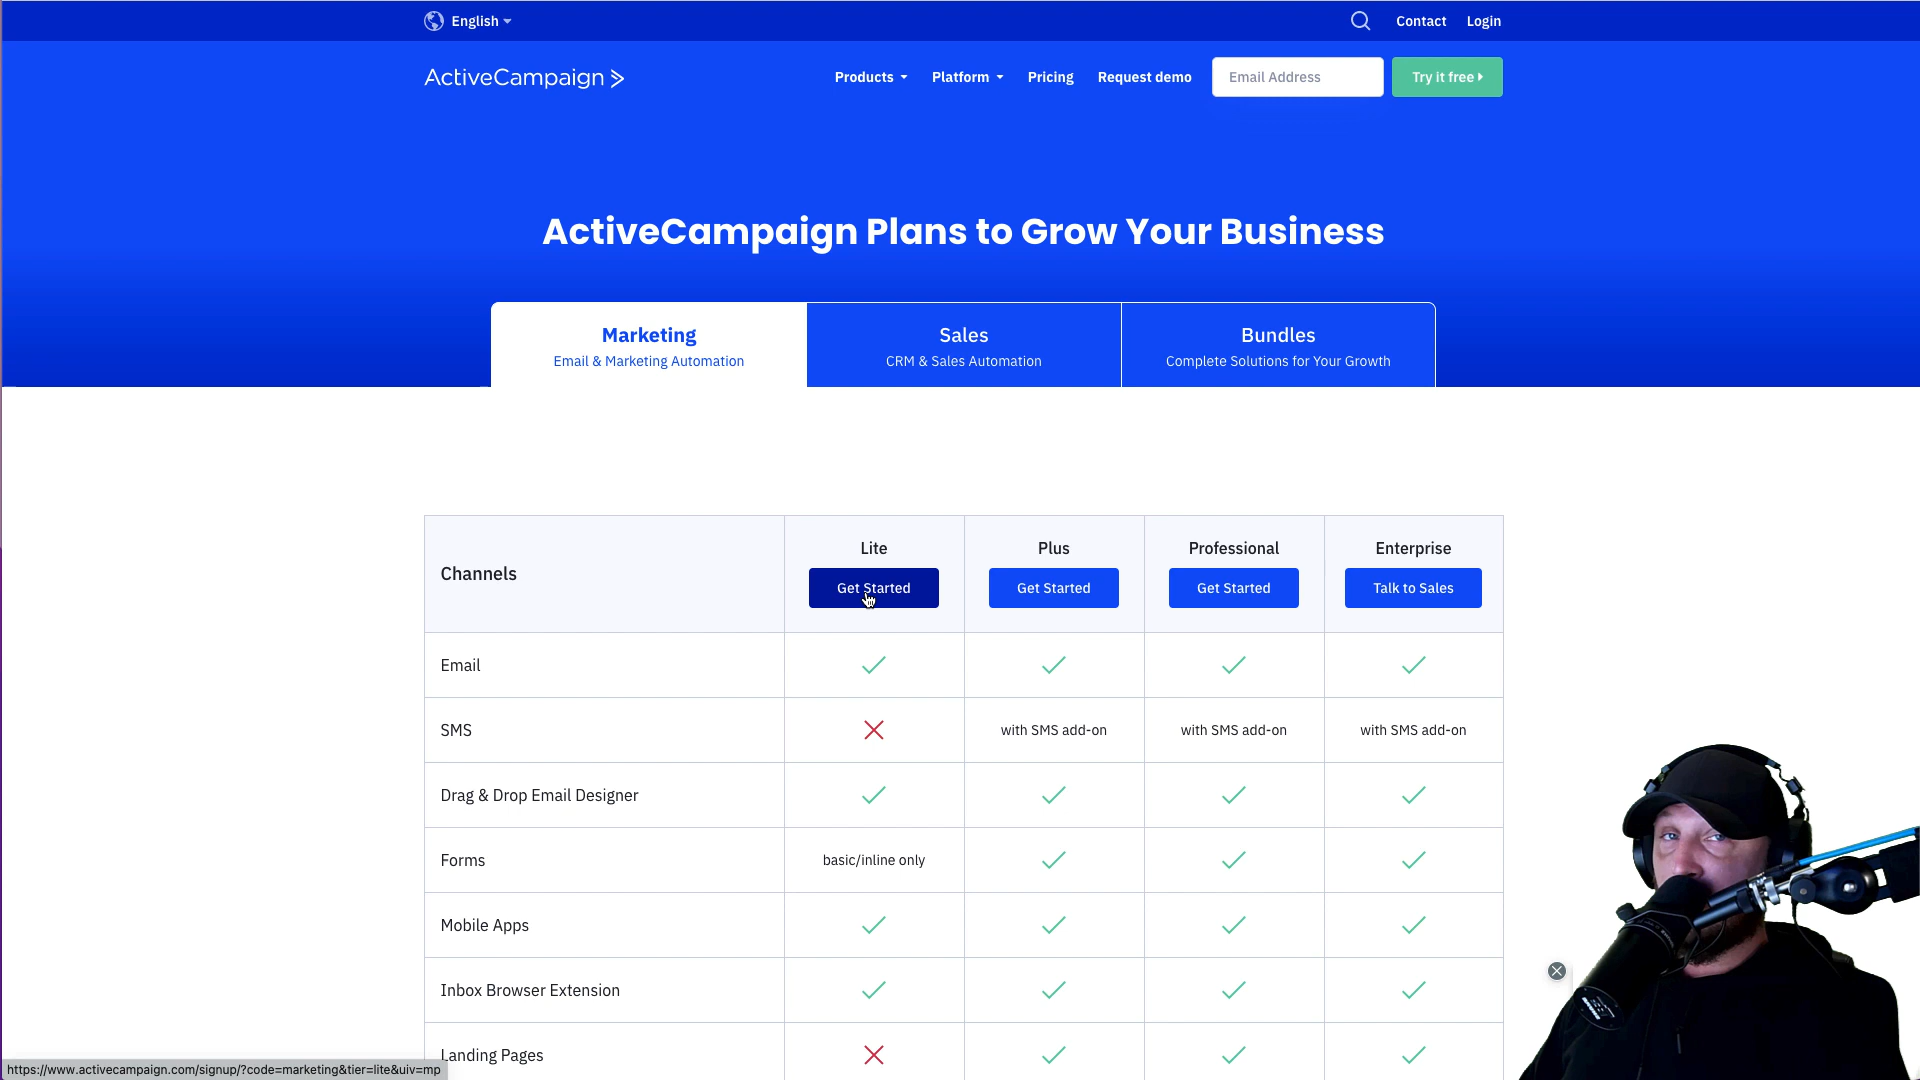 English
Contact
Login
ActiveCampaign
Products
Platform
Pricing
Request demo
Email Address
Try it free
ActiveCampaign Plans to Grow Your Business
Marketing
Email & Marketing Automation
Sales
CRM & Sales Automation
Bundles
Complete Solutions for Your Growth
Channels
Lite
Get Started
Plus
Get Started
Professional
Get Started
Enterprise
Talk to Sales
Email
SMS
with SMS add-on
with SMS add-on
with SMS add-on
Drag & Drop Email Designer
Forms
basic/inline only
Mobile Apps
Inbox Browser Extension
Landing Pages
https://www.activecampaign.com/signup/?code=marketing&tier=lite&uiv=mp